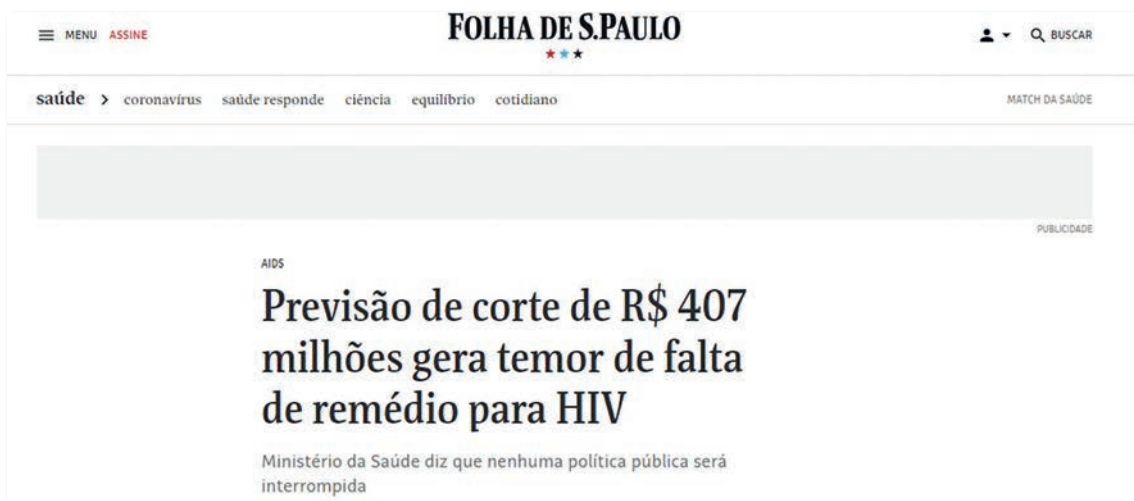 MENU ASSINE
FOLHA DE S.PAULO
BUSCAR
saúde > coronavírus saúde responde ciência equilíbrio cotidiano
MATCH DA SAÚDE
PUBLICIDADE
AIDS
Previsão de corte de R$ 407
milhões gera temor de falta
de remédio para HIV
Ministério da Saúde diz que nenhuma política pública será
interrompida